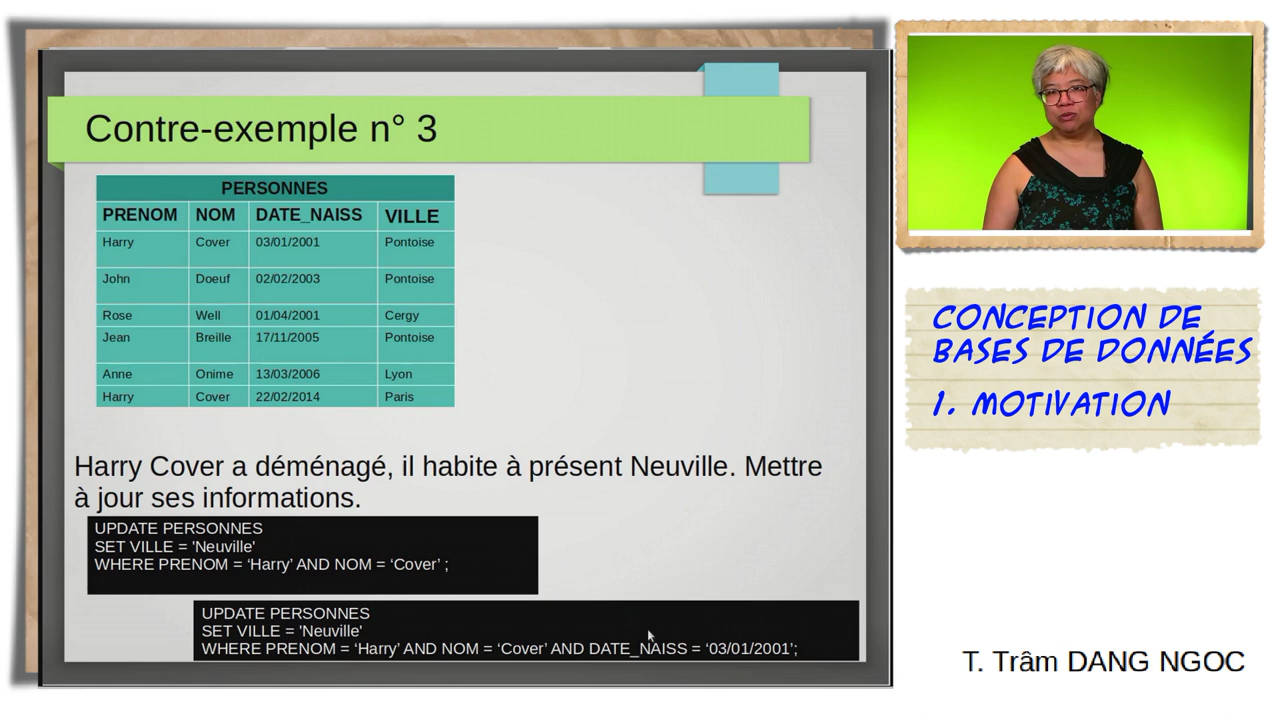 Contre-exemple n° 3
PERSONNES
PRENOM NOM DATE_NAISS VILLE
Harry Cover 03/01/2001 Pontoise
John Doeuf 02/02/2003 Pontoise
Rose Well 01/04/2001 Cergy
Jean Breille 17/11/2005 Pontoise
Anne Onime 13/03/2006 Lyon
Harry Cover 22/02/2014 Paris
Harry Cover a déménagé, il habite à présent Neuville. Mettre
à jour ses informations.
UPDATE PERSONNES
SET VILLE = 'Neuville'
WHERE PRENOM = ‘Harry’ AND NOM = ‘Cover’ ;
UPDATE PERSONNES
SET VILLE = 'Neuville'
WHERE PRENOM = ‘Harry’ AND NOM = ‘Cover’ AND DATE_NAISS = ‘03/01/2001’;
CONCEPTION DE
BASES DE DONNÉES
1. MOTIVATION
T. Trâm DANG NGOC